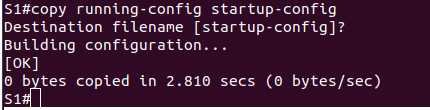 S1#copy running-config startup-config
Destination filename [startup-config]?
Building configuration...
[OK]
0 bytes copied in 2.810 secs (0 bytes/sec)
S1#